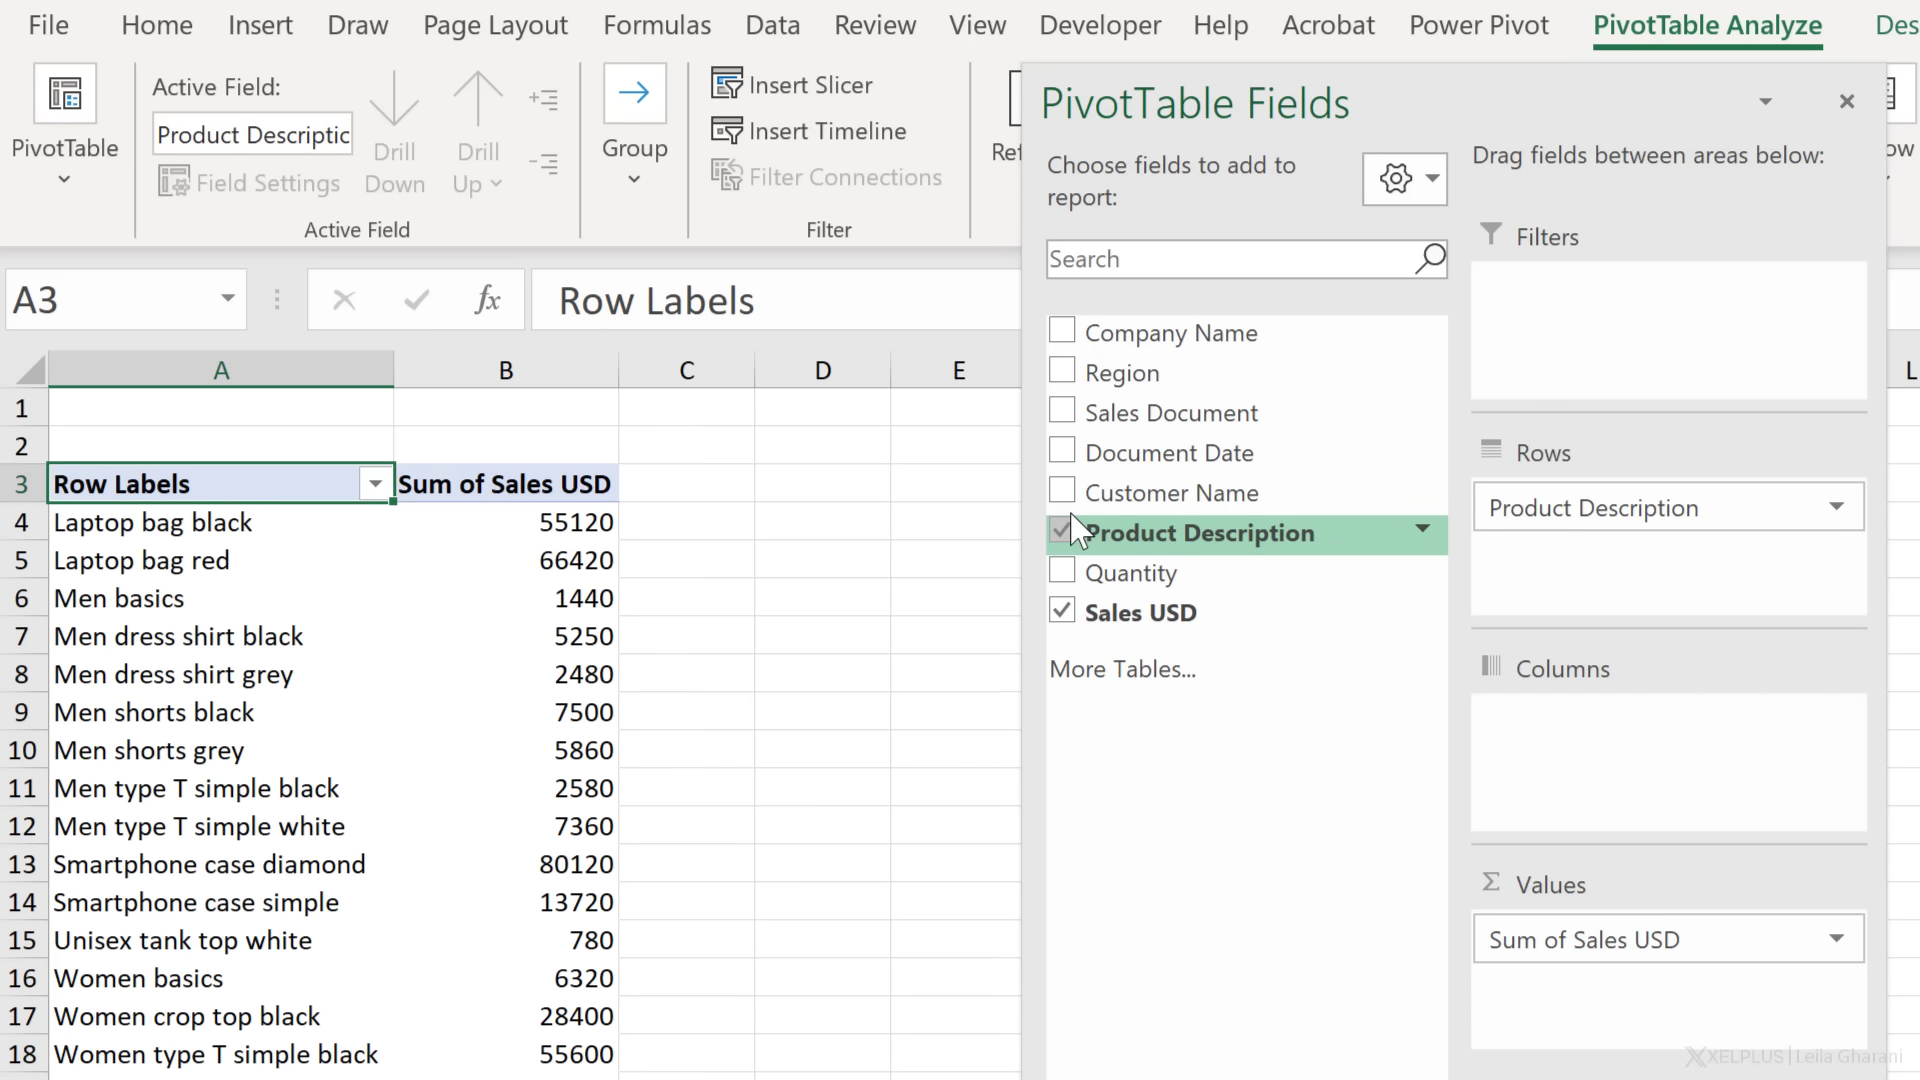 File Home Insert Draw Page Layout Formulas Data Review View Developer Help Acrobat Power Pivot PivotTable Analyze Des
PivotTable
Active Field:
Product Descriptic
Field Settings
Drill
Down
Drill
Up
Active Field
Group
Insert Slicer
Insert Timeline
Filter Connections
Filter
Ref
ow
A3
fx
Row Labels
A B C D E L
1
2
3 Row Labels Sum of Sales USD
4 Laptop bag black 55120
5 Laptop bag red 66420
6 Men basics 1440
7 Men dress shirt black 5250
8 Men dress shirt grey 2480
9 Men shorts black 7500
10 Men shorts grey 5860
11 Men type T simple black 2580
12 Men type T simple white 7360
13 Smartphone case diamond 80120
14 Smartphone case simple 13720
15 Unisex tank top white 780
16 Women basics 6320
17 Women crop top black 28400
18 Women type T simple black 55600
PivotTable Fields
Choose fields to add to
report:
Search
Company Name
Region
Sales Document
Document Date
Customer Name
Product Description
Quantity
Sales USD
More Tables...
Drag fields between areas below:
Filters
Rows
Product Description
Columns
Σ Values
Sum of Sales USD
XELPLUS | Leila Gharani